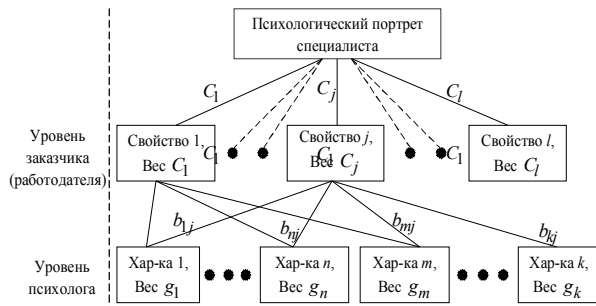 Психологический портрет
специалиста
C1 Cj Cl
Уровень
заказчика
(работодателя)
Свойство 1,
Вес C1
C1
Свойство j,
Вес Cj
C1
C1
Свойство l,
Вес Cl
b1j bnj bmj bkj
Уровень
психолога
Хар-ка 1,
Вес g1
Хар-ка n,
Вес gn
Хар-ка m,
Вес gm
Хар-ка k,
Вес gk